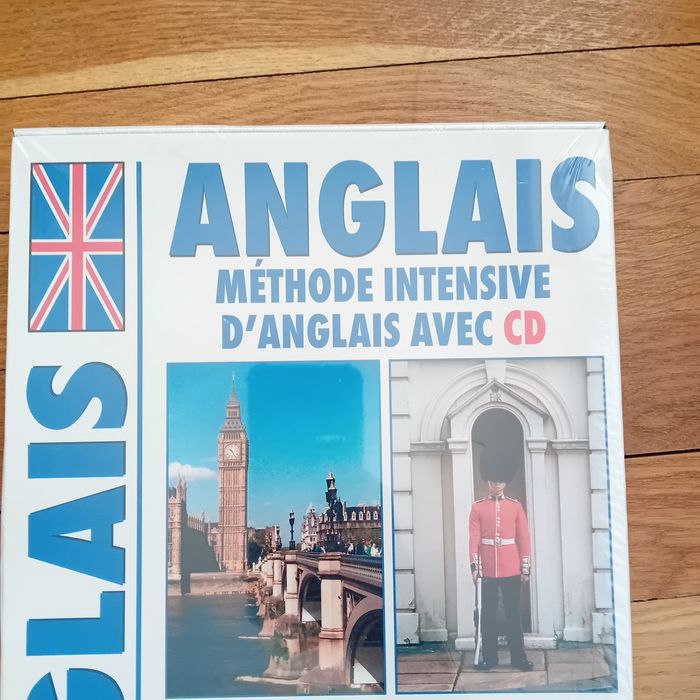 ANGLAIS
MÉTHODE INTENSIVE
D'ANGLAIS AVEC CD
GLAIS